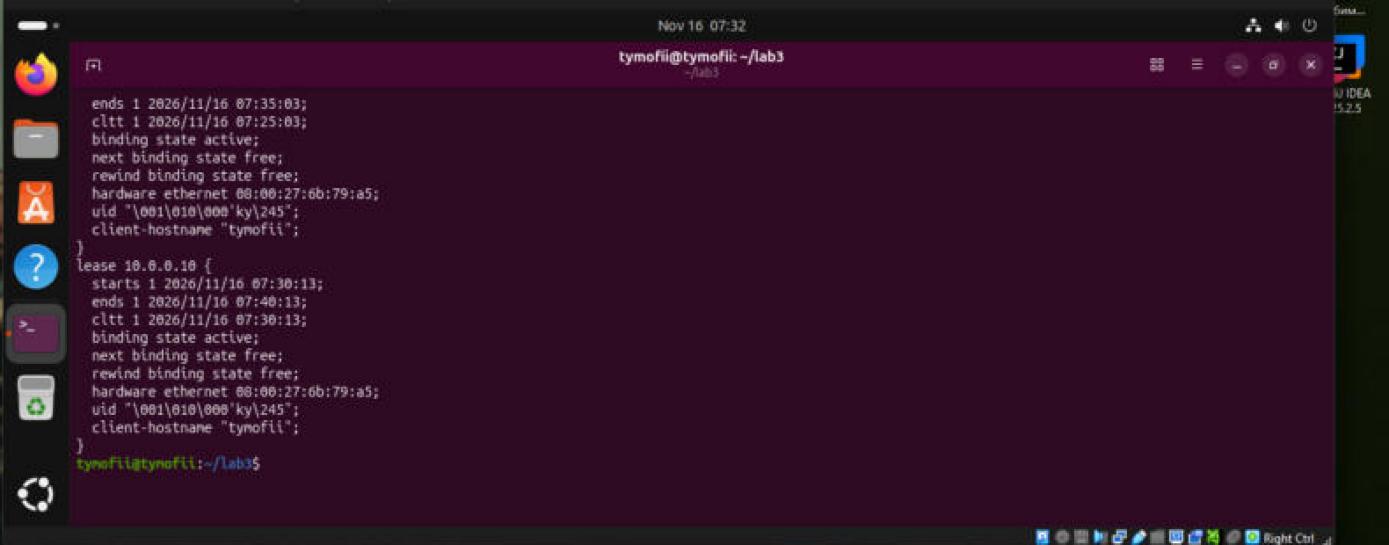 Nov 16 07:32
tymofii@tymofii: ~/lab3
~/lab3
ends 1 2026/11/16 07:35:03;
cltt 1 2026/11/16 07:25:03;
binding state active;
next binding state free;
rewind binding state free;
hardware ethernet 08:00:27:6b:79:a5;
uid "\001\010\000'ky\245";
client-hostname "tymofii";
}
lease 10.0.0.10 {
starts 1 2026/11/16 07:30:13;
ends 1 2026/11/16 07:40:13;
cltt 1 2026/11/16 07:30:13;
binding state active;
next binding state free;
rewind binding state free;
hardware ethernet 08:00:27:6b:79:a5;
uid "\001\010\000'ky\245";
client-hostname "tymofii";
}
tymofii@tymofii:~/lab3$
IDEA
Right Ctrl